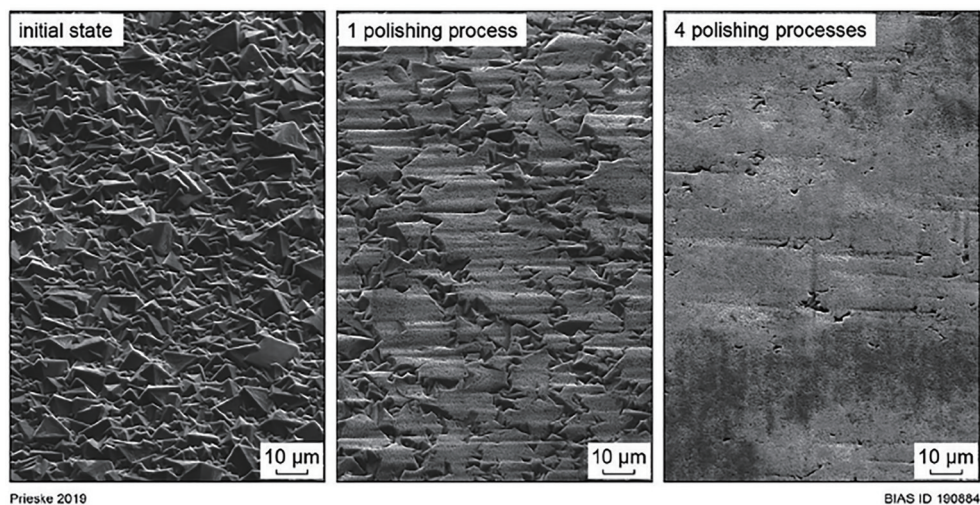 initial state
1 polishing process
4 polishing processes
10 µm
10 µm
10 µm
Prieske 2019
BIAS ID 190884